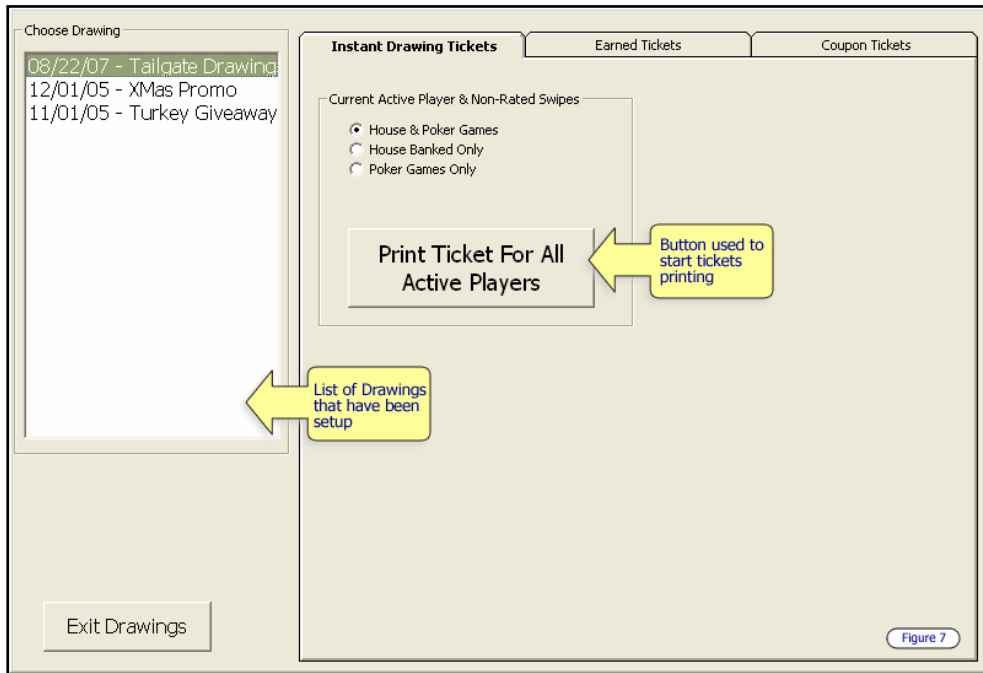 Choose Drawing
08/22/07 - Tailgate Drawing
12/01/05 - XMas Promo
11/01/05 - Turkey Giveaway
Instant Drawing Tickets
Earned Tickets
Coupon Tickets
Current Active Player & Non-Rated Swipes
House & Poker Games
House Banked Only
Poker Games Only
Print Ticket For All
Active Players
Button used to
start tickets
printing
List of Drawings
that have been
setup
Exit Drawings
Figure 7